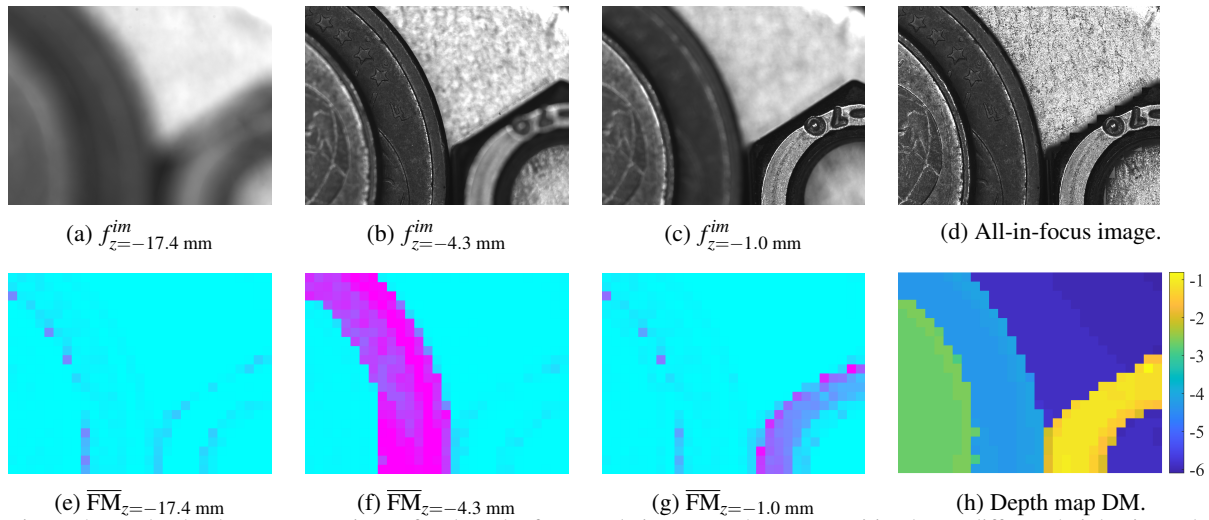 (a) f^{im}_{z=−17.4 mm}
(b) f^{im}_{z=−4.3 mm}
(c) f^{im}_{z=−1.0 mm}
(d) All-in-focus image.
-1
-2
-3
-4
-5
-6
(e) \overline{FM}_{z=−17.4 mm}
(f) \overline{FM}_{z=−4.3 mm}
(g) \overline{FM}_{z=−1.0 mm}
(h) Depth map DM.